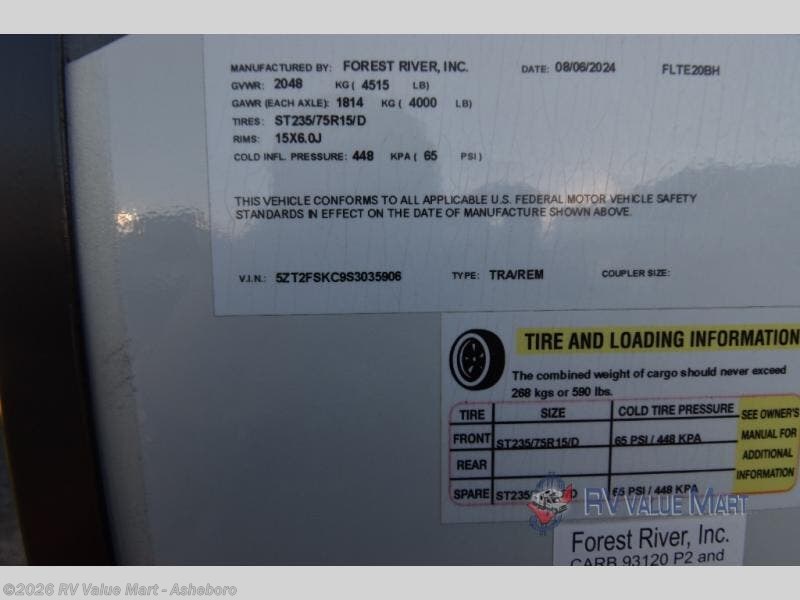 MANUFACTURED BY: FOREST RIVER, INC. DATE: 08/06/2024 FLTE20BH
GVWR: 2048 KG ( 4515 LB)
GAWR (EACH AXLE): 1814 KG ( 4000 LB)
TIRES: ST235/75R15/D
RIMS: 15X6.0J
COLD INFL. PRESSURE: 448 KPA ( 65 PSI )
THIS VEHICLE CONFORMS TO ALL APPLICABLE U.S. FEDERAL MOTOR VEHICLE SAFETY
STANDARDS IN EFFECT ON THE DATE OF MANUFACTURE SHOWN ABOVE.
V.I.N.: 5ZT2FSKC9S3035906 TYPE: TRA/REM COUPLER SIZE:
TIRE AND LOADING INFORMATION
The combined weight of cargo should never exceed
268 kgs or 590 lbs.
TIRE SIZE COLD TIRE PRESSURE
FRONT ST235/75R15/D 65 PSI / 448 KPA
REAR
SPARE ST235/ /D 65 PSI / 448 KPA
SEE OWNER'S
MANUAL FOR
ADDITIONAL
INFORMATION
RV VALUE MART
Forest River, Inc.
CARB 93120 P2 and
©2026 RV Value Mart - Asheboro